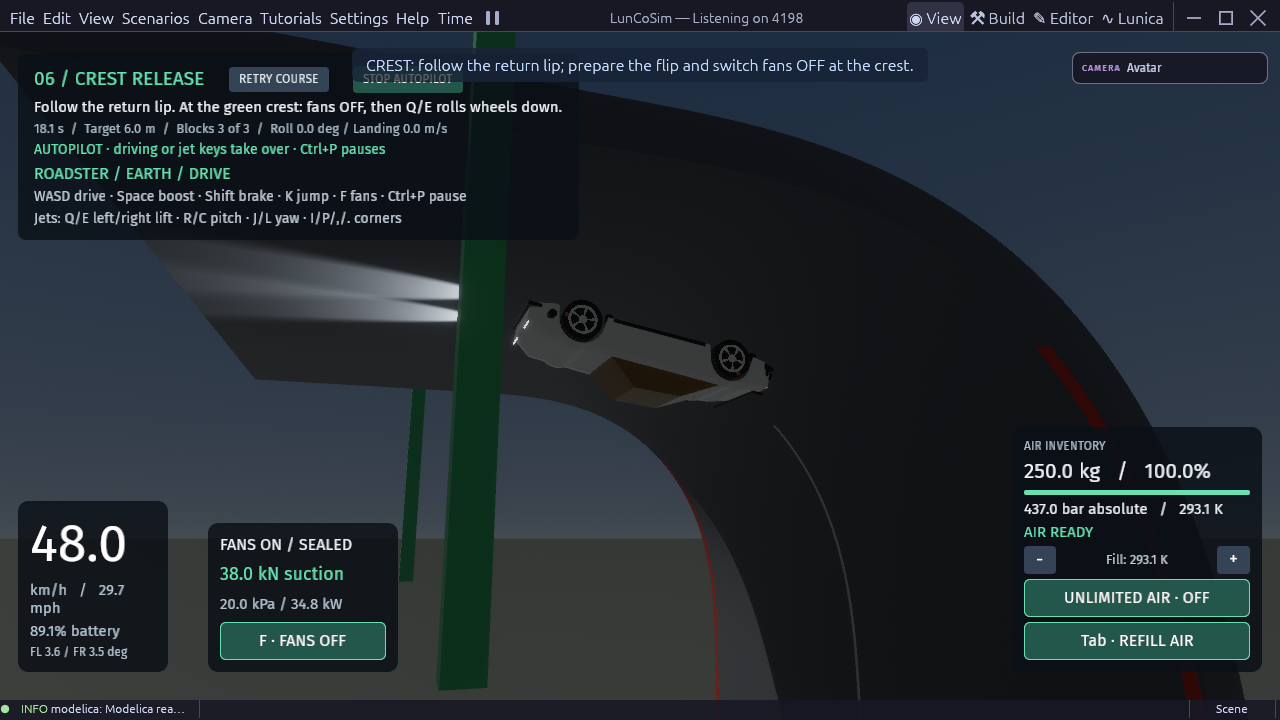 File Edit View Scenarios Camera Tutorials Settings Help Time
LunCoSim — Listening on 4198
View Build Editor Lunica
CREST: follow the return lip; prepare the flip and switch fans OFF at the crest.
06 / CREST RELEASE
RETRY COURSE
STOP AUTOPILOT
Follow the return lip. At the green crest: fans OFF, then Q/E rolls wheels down.
18.1 s / Target 6.0 m / Blocks 3 of 3 / Roll 0.0 deg / Landing 0.0 m/s
AUTOPILOT · driving or jet keys take over · Ctrl+P pauses
ROADSTER / EARTH / DRIVE
WASD drive · Space boost · Shift brake · K jump · F fans · Ctrl+P pause
Jets: Q/E left/right lift · R/C pitch · J/L yaw · I/P/,/. corners
CAMERA Avatar
48.0
km/h / 29.7
mph
89.1% battery
FL 3.6 / FR 3.5 deg
FANS ON / SEALED
38.0 kN suction
20.0 kPa / 34.8 kW
F · FANS OFF
AIR INVENTORY
250.0 kg / 100.0%
437.0 bar absolute / 293.1 K
AIR READY
- Fill: 293.1 K +
UNLIMITED AIR · OFF
Tab · REFILL AIR
INFO modelica: Modelica rea…
Scene